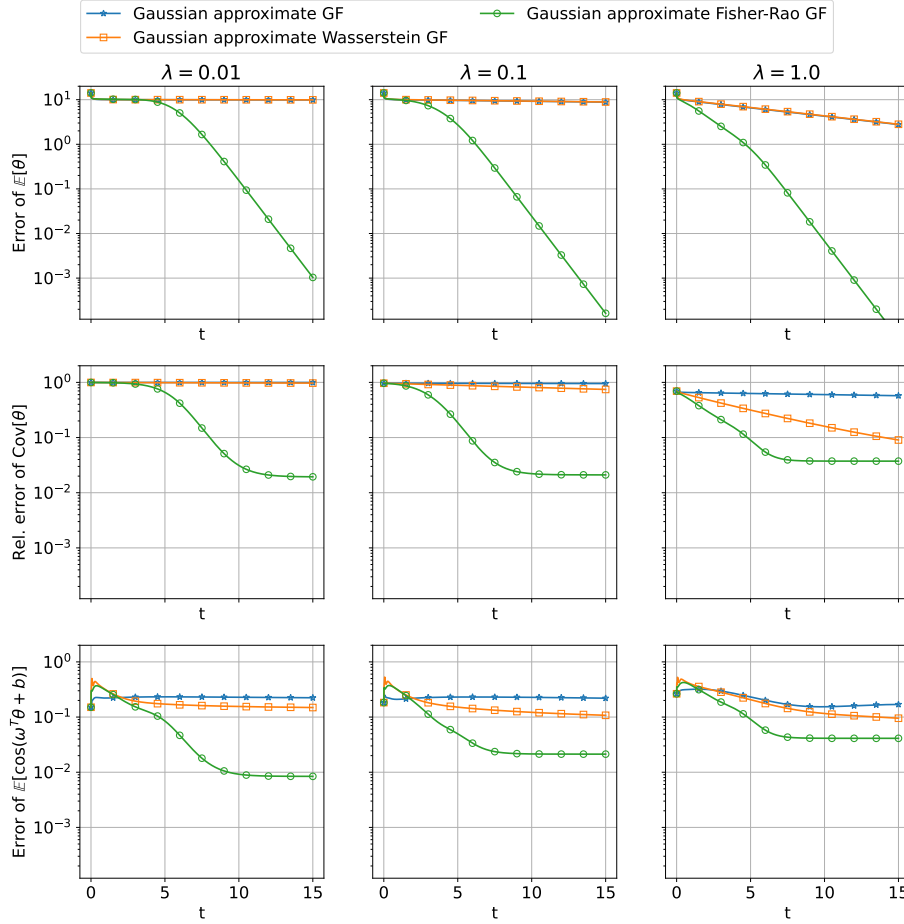 Gaussian approximate GF
Gaussian approximate Wasserstein GF
Gaussian approximate Fisher-Rao GF
λ = 0.01
λ = 0.1
λ = 1.0
Error of 𝔼[θ]
10¹
10⁰
10⁻¹
10⁻²
10⁻³
t
t
t
Rel. error of Cov[θ]
10⁰
10⁻¹
10⁻²
10⁻³
t
t
t
Error of 𝔼[cos(ωᵀθ + b)]
10⁰
10⁻¹
10⁻²
10⁻³
0 5 10 15
0 5 10 15
0 5 10 15
t
t
t